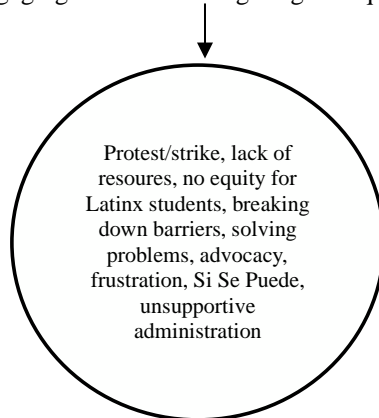 Protest/strike, lack of
resoures, no equity for
Latinx students, breaking
down barriers, solving
problems, advocacy,
frustration, Si Se Puede,
unsupportive
administration